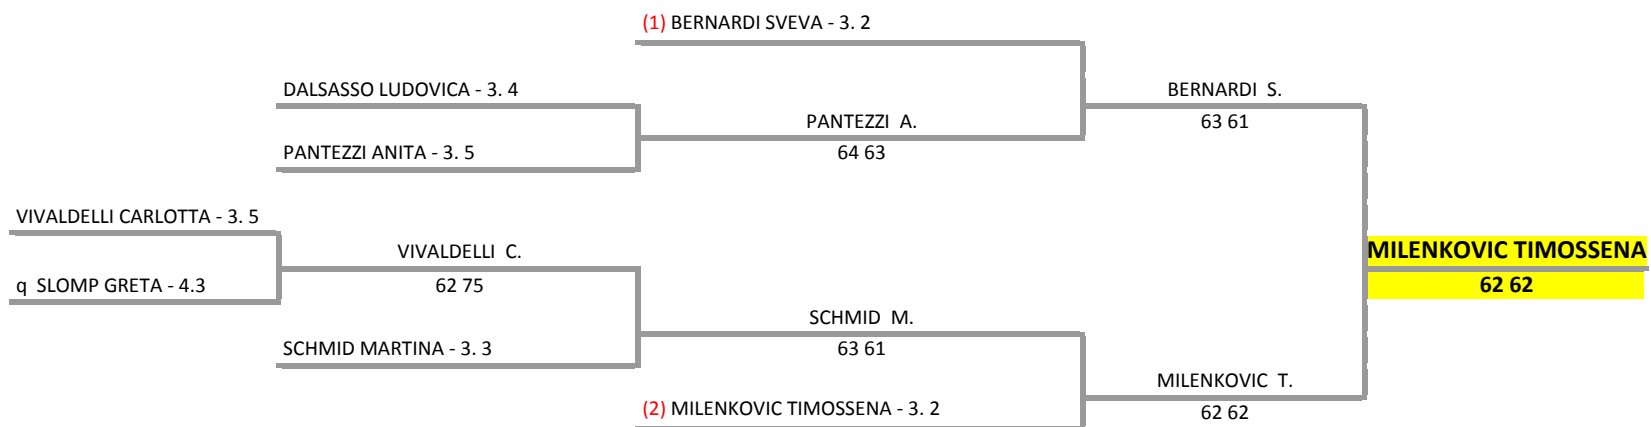 (1) BERNARDI SVEVA - 3. 2
DALSASSO LUDOVICA - 3. 4
BERNARDI S.
PANTEZZI A.
63 61
PANTEZZI ANITA - 3. 5
64 63
VIVALDELLI CARLOTTA - 3. 5
VIVALDELLI C.
MILENKOVIC TIMOSSENA
q SLOMP GRETA - 4.3
62 75
62 62
SCHMID M.
SCHMID MARTINA - 3. 3
63 61
MILENKOVIC T.
(2) MILENKOVIC TIMOSSENA - 3. 2
62 62